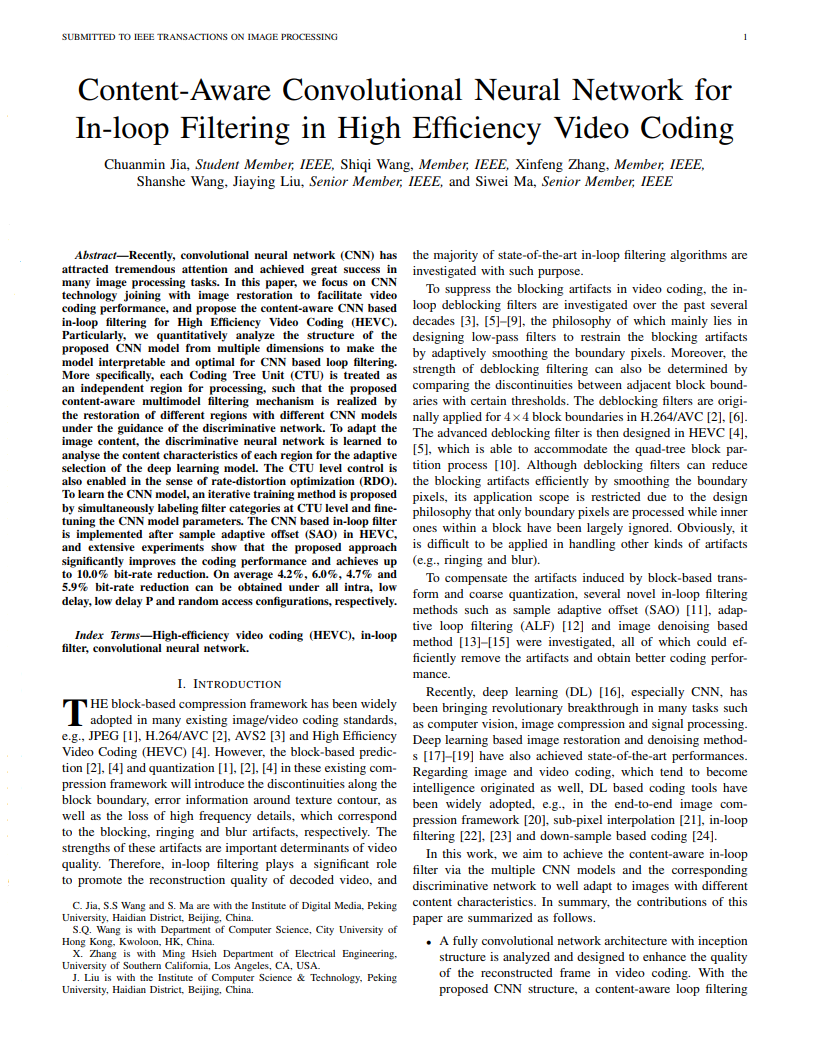 SUBMITTED TO IEEE TRANSACTIONS ON IMAGE PROCESSING
1
Content-Aware Convolutional Neural Network for
In-loop Filtering in High Efficiency Video Coding
Chuanmin Jia, Student Member, IEEE, Shiqi Wang, Member, IEEE, Xinfeng Zhang, Member, IEEE,
Shanshe Wang, Jiaying Liu, Senior Member, IEEE, and Siwei Ma, Senior Member, IEEE
Abstract—Recently, convolutional neural network (CNN) has
attracted tremendous attention and achieved great success in
many image processing tasks. In this paper, we focus on CNN
technology joining with image restoration to facilitate video
coding performance, and propose the content-aware CNN based
in-loop filtering for High Efficiency Video Coding (HEVC).
Particularly, we quantitatively analyze the structure of the
proposed CNN model from multiple dimensions to make the
model interpretable and optimal for CNN based loop filtering.
More specifically, each Coding Tree Unit (CTU) is treated as
an independent region for processing, such that the proposed
content-aware multimodel filtering mechanism is realized by
the restoration of different regions with different CNN models
under the guidance of the discriminative network. To adapt the
image content, the discriminative neural network is learned to
analyse the content characteristics of each region for the adaptive
selection of the deep learning model. The CTU level control is
also enabled in the sense of rate-distortion optimization (RDO).
To learn the CNN model, an iterative training method is proposed
by simultaneously labeling filter categories at CTU level and fine-
tuning the CNN model parameters. The CNN based in-loop filter
is implemented after sample adaptive offset (SAO) in HEVC,
and extensive experiments show that the proposed approach
significantly improves the coding performance and achieves up
to 10.0% bit-rate reduction. On average 4.2%, 6.0%, 4.7% and
5.9% bit-rate reduction can be obtained under all intra, low
delay, low delay P and random access configurations, respectively.
Index Terms—High-efficiency video coding (HEVC), in-loop
filter, convolutional neural network.
I. INTRODUCTION
THE block-based compression framework has been widely
adopted in many existing image/video coding standards,
e.g., JPEG [1], H.264/AVC [2], AVS2 [3] and High Efficiency
Video Coding (HEVC) [4]. However, the block-based predic-
tion [2], [4] and quantization [1], [2], [4] in these existing com-
pression framework will introduce the discontinuities along the
block boundary, error information around texture contour, as
well as the loss of high frequency details, which correspond
to the blocking, ringing and blur artifacts, respectively. The
strengths of these artifacts are important determinants of video
quality. Therefore, in-loop filtering plays a significant role
to promote the reconstruction quality of decoded video, and
C. Jia, S.S Wang and S. Ma are with the Institute of Digital Media, Peking
University, Haidian District, Beijing, China.
S.Q. Wang is with Department of Computer Science, City University of
Hong Kong, Kwoloon, HK, China.
X. Zhang is with Ming Hsieh Department of Electrical Engineering,
University of Southern California, Los Angeles, CA, USA.
J. Liu is with the Institute of Computer Science & Technology, Peking
University, Haidian District, Beijing, China.
the majority of state-of-the-art in-loop filtering algorithms are
investigated with such purpose.
To suppress the blocking artifacts in video coding, the in-
loop deblocking filters are investigated over the past several
decades [3], [5]–[9], the philosophy of which mainly lies in
designing low-pass filters to restrain the blocking artifacts
by adaptively smoothing the boundary pixels. Moreover, the
strength of deblocking filtering can also be determined by
comparing the discontinuities between adjacent block bound-
aries with certain thresholds. The deblocking filters are origi-
nally applied for 4×4 block boundaries in H.264/AVC [2], [6].
The advanced deblocking filter is then designed in HEVC [4],
[5], which is able to accommodate the quad-tree block par-
tition process [10]. Although deblocking filters can reduce
the blocking artifacts efficiently by smoothing the boundary
pixels, its application scope is restricted due to the design
philosophy that only boundary pixels are processed while inner
ones within a block have been largely ignored. Obviously, it
is difficult to be applied in handling other kinds of artifacts
(e.g., ringing and blur).
To compensate the artifacts induced by block-based trans-
form and coarse quantization, several novel in-loop filtering
methods such as sample adaptive offset (SAO) [11], adap-
tive loop filtering (ALF) [12] and image denoising based
method [13]–[15] were investigated, all of which could ef-
ficiently remove the artifacts and obtain better coding perfor-
mance.
Recently, deep learning (DL) [16], especially CNN, has
been bringing revolutionary breakthrough in many tasks such
as computer vision, image compression and signal processing.
Deep learning based image restoration and denoising method-
s [17]–[19] have also achieved state-of-the-art performances.
Regarding image and video coding, which tend to become
intelligence originated as well, DL based coding tools have
been widely adopted, e.g., in the end-to-end image com-
pression framework [20], sub-pixel interpolation [21], in-loop
filtering [22], [23] and down-sample based coding [24].
In this work, we aim to achieve the content-aware in-loop
filter via the multiple CNN models and the corresponding
discriminative network to well adapt to images with different
content characteristics. In summary, the contributions of this
paper are summarized as follows.
• A fully convolutional network architecture with inception
structure is analyzed and designed to enhance the quality
of the reconstructed frame in video coding. With the
proposed CNN structure, a content-aware loop filtering